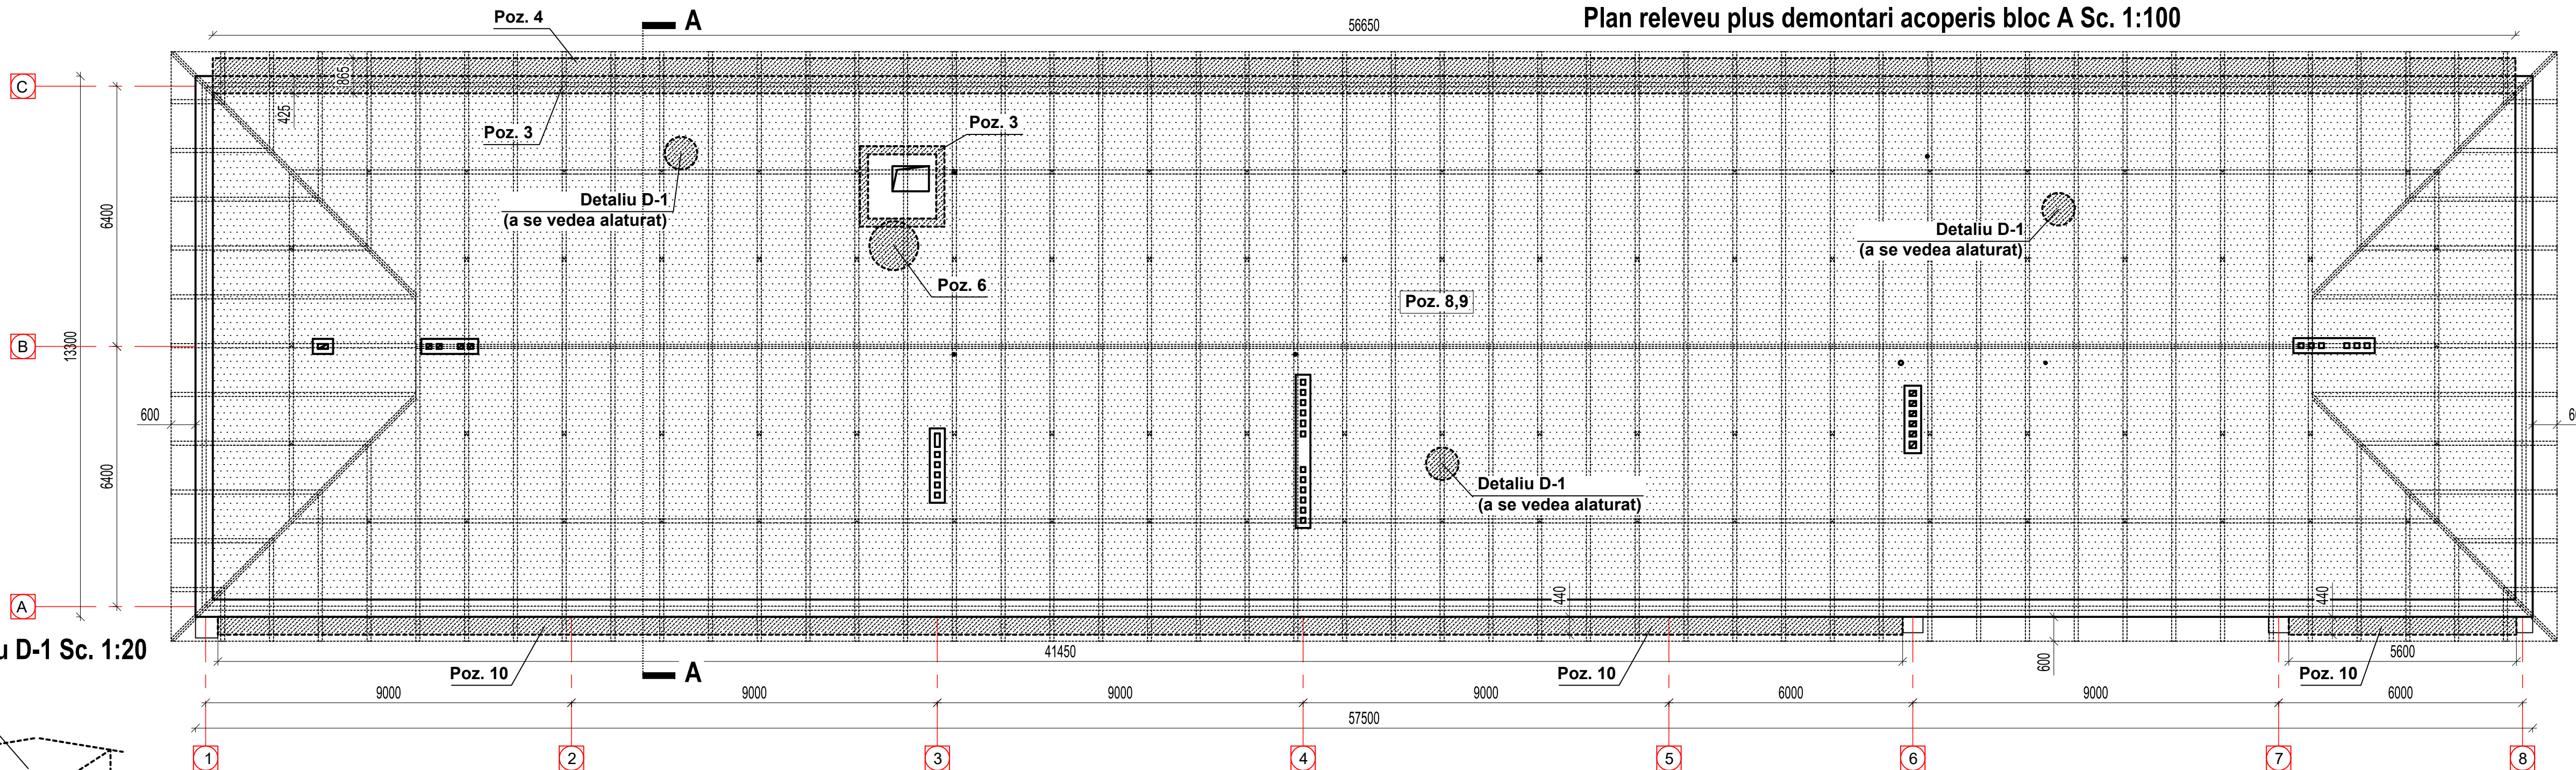 Plan releveu plus demontari acoperis bloc A Sc. 1:100
Poz. 4
A
56650
C
865
425
Poz. 3
Poz. 3
Detaliu D-1
(a se vedea alaturat)
6400
Detaliu D-1
(a se vedea alaturat)
Poz. 6
Poz. 8,9
B
13300
600
6400
Detaliu D-1
(a se vedea alaturat)
A
440
440
D-1 Sc. 1:20
41450
600
5600
Poz. 10
A
Poz. 10
Poz. 10
9000
9000
9000
9000
6000
9000
6000
57500
1
2
3
4
5
6
7
8